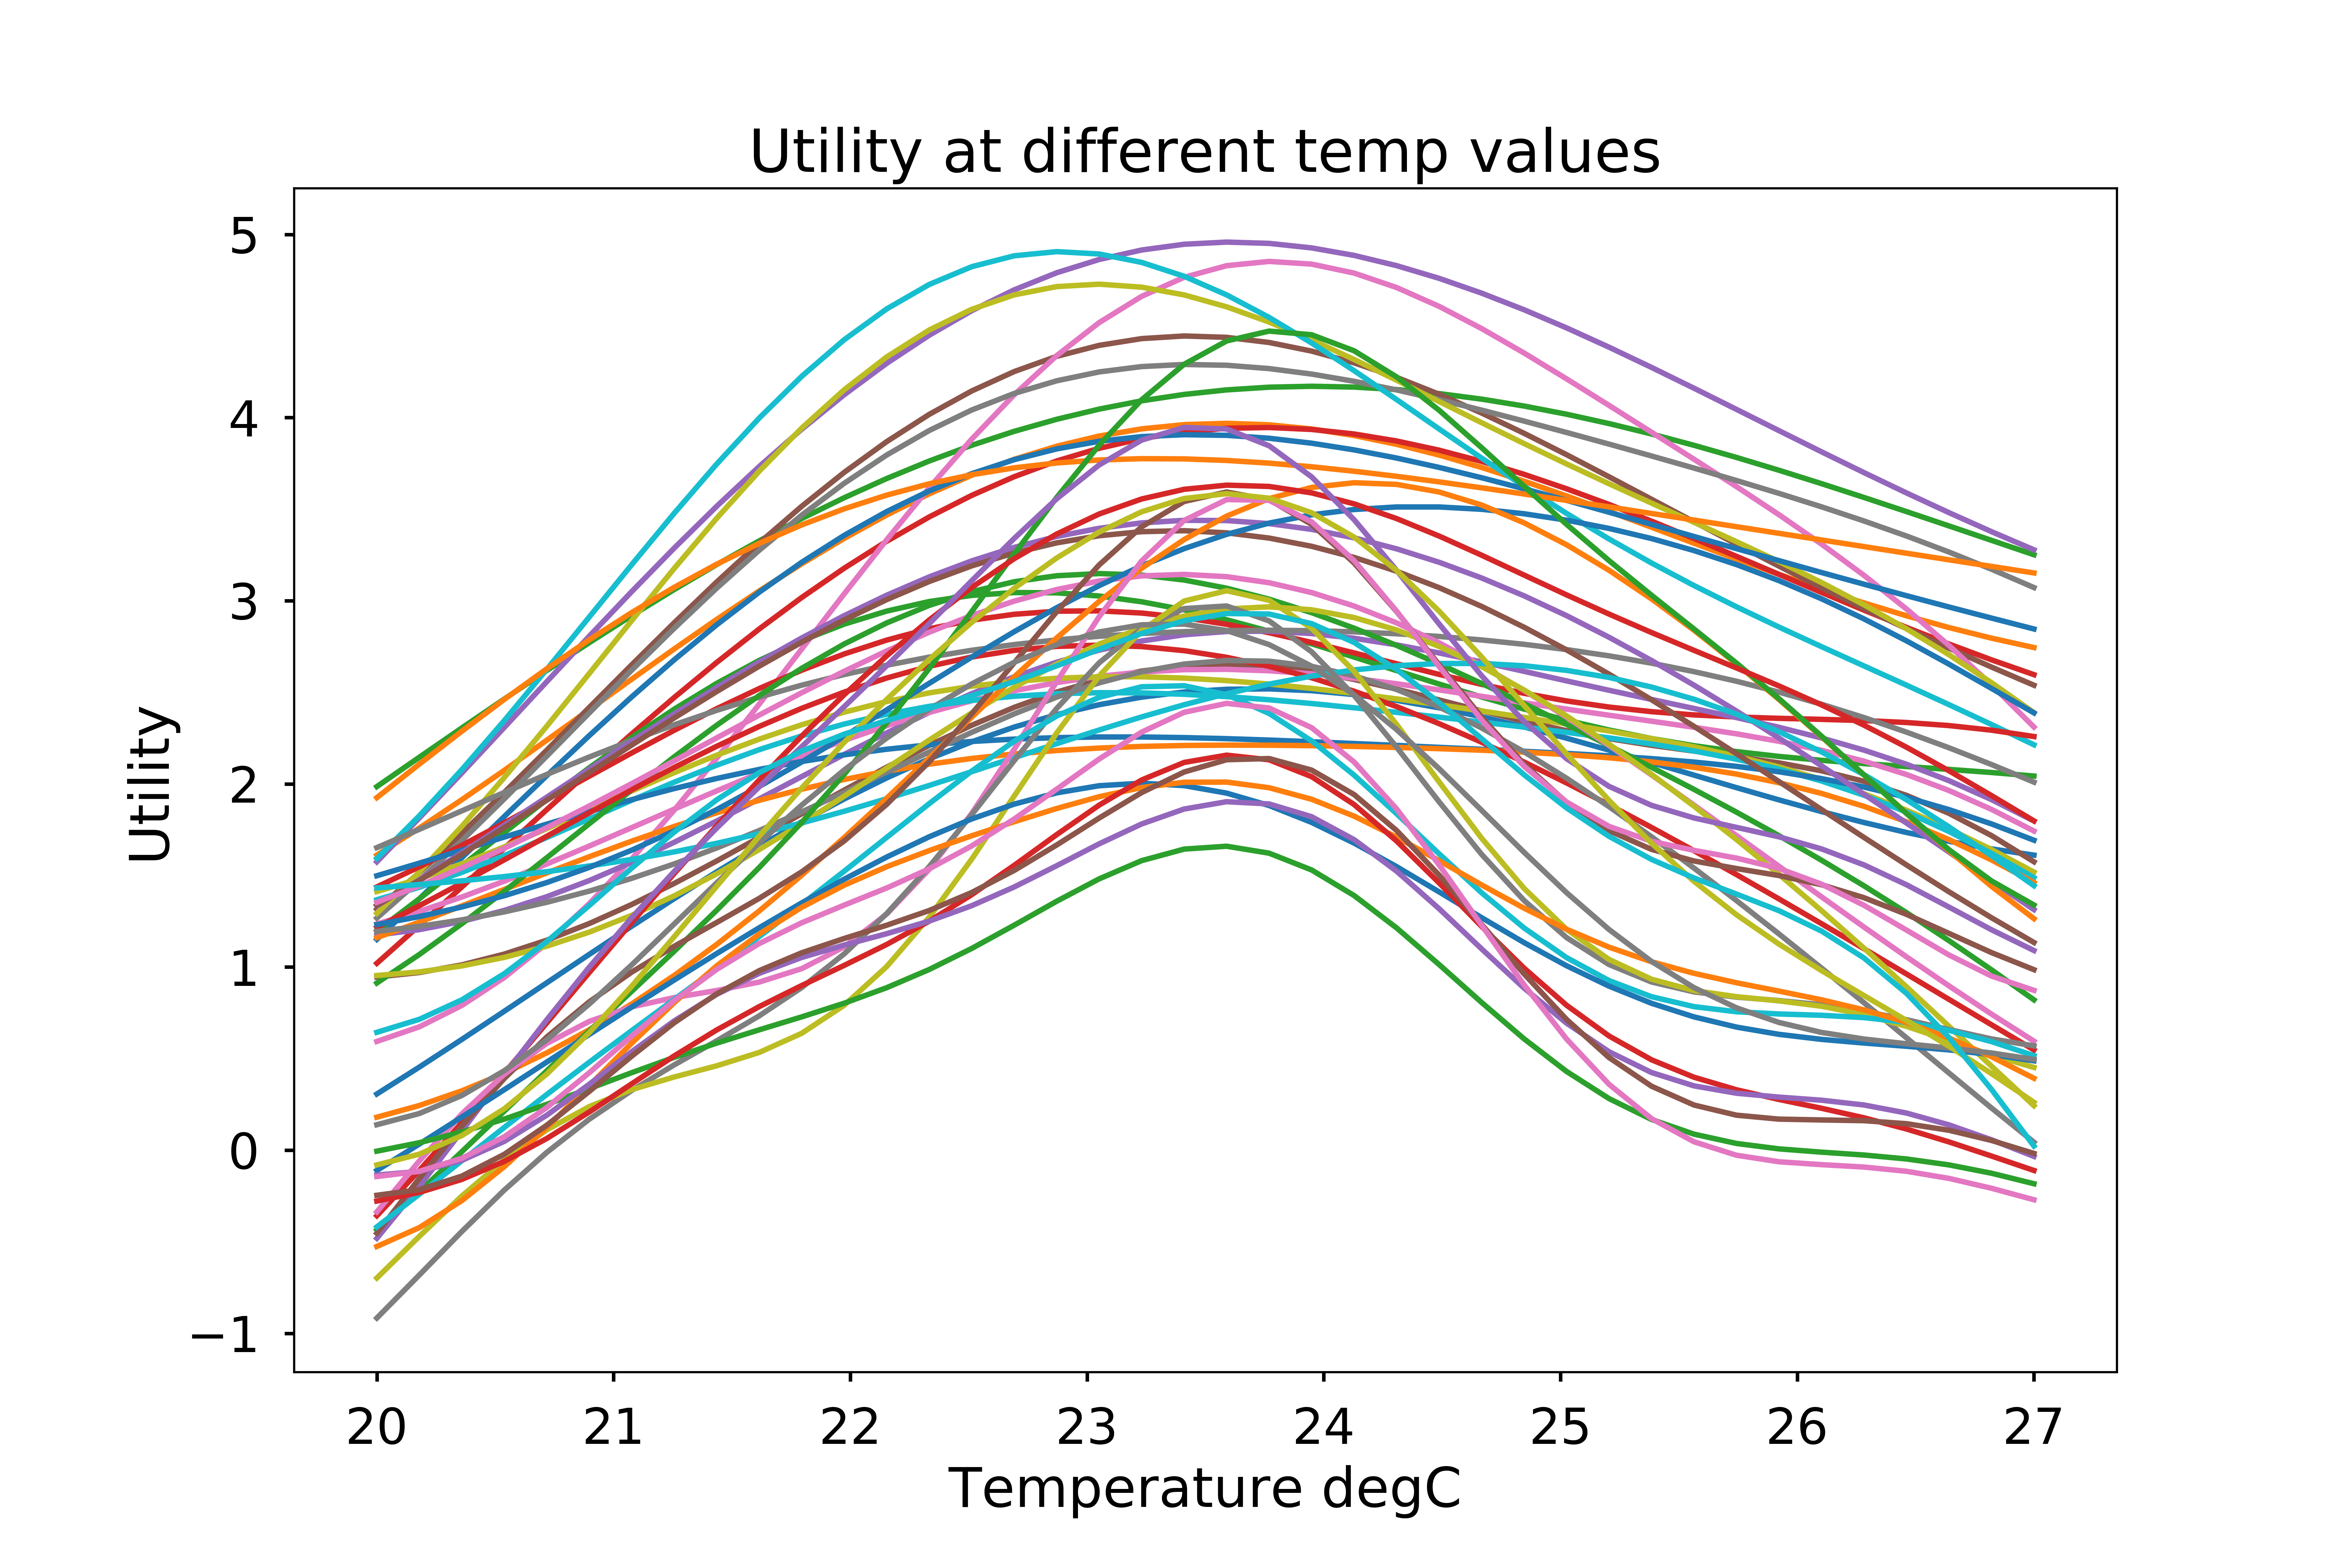 Utility at different temp values
5
4
3
2
1
0
−1
Utility
20 21 22 23 24 25 26 27
Temperature degC